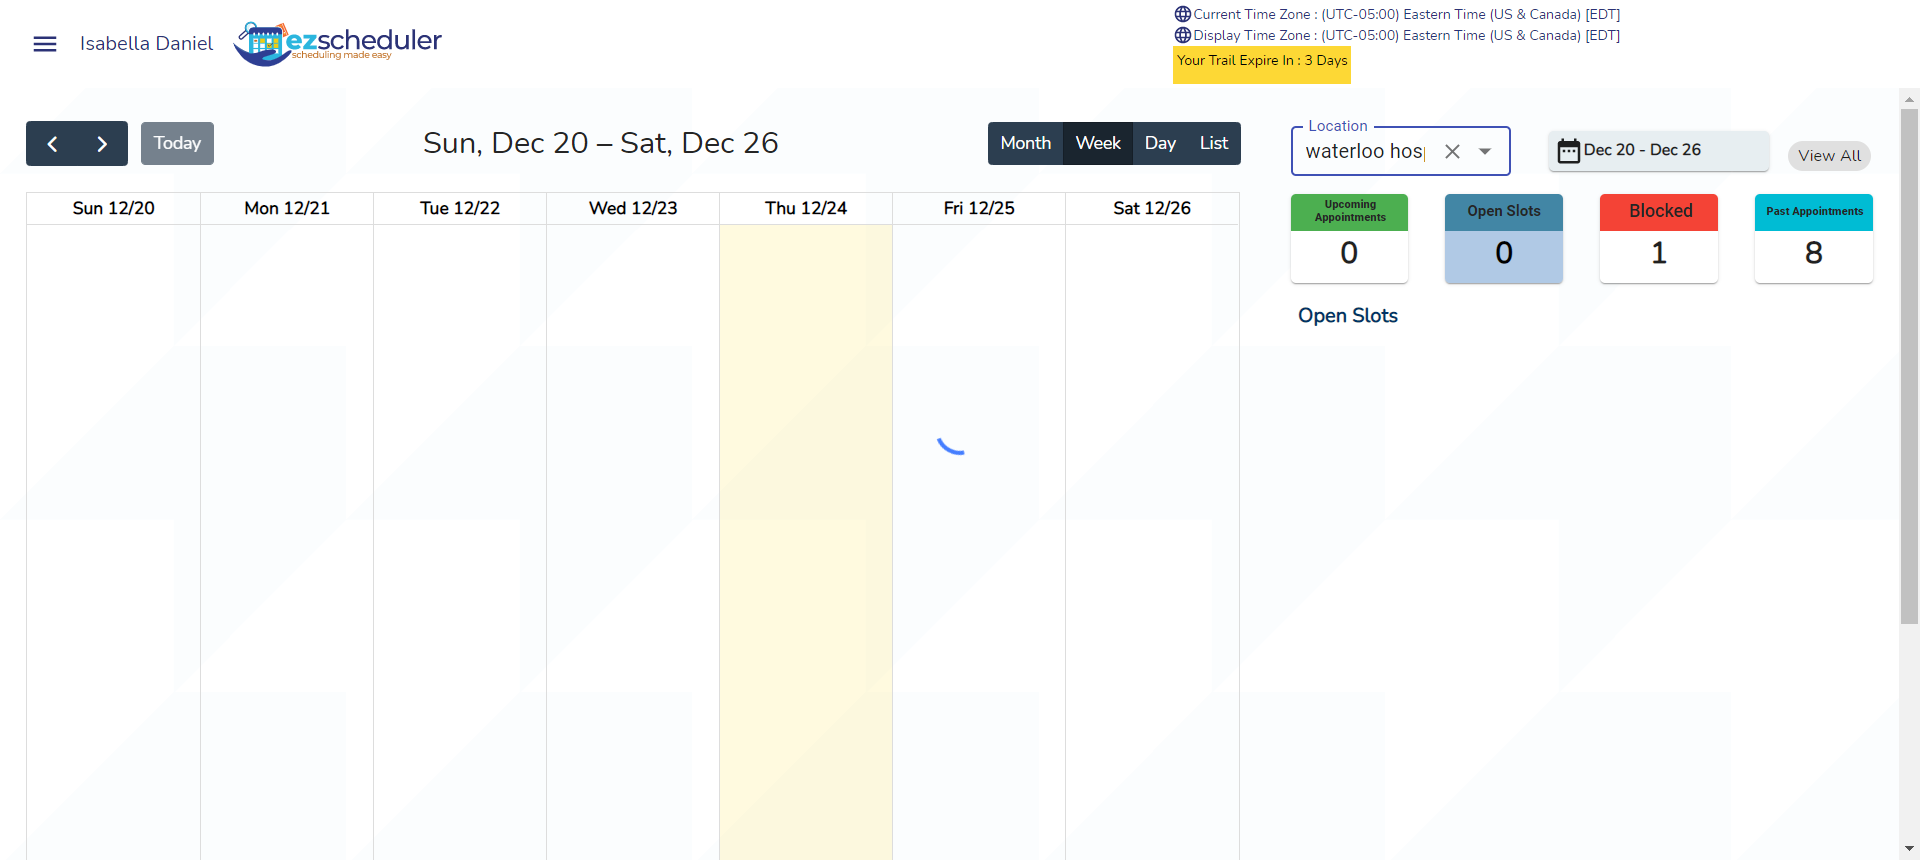 Isabella Daniel
ezscheduler
scheduling made easy
Current Time Zone : (UTC-05:00) Eastern Time (US & Canada) [EDT]
Display Time Zone : (UTC-05:00) Eastern Time (US & Canada) [EDT]
Your Trail Expire In : 3 Days
Today
Sun, Dec 20 – Sat, Dec 26
Month Week Day List
Location
waterloo hosp
Dec 20 - Dec 26
View All
Sun 12/20 Mon 12/21 Tue 12/22 Wed 12/23 Thu 12/24 Fri 12/25 Sat 12/26
Upcoming
Appointments
0
Open Slots
0
Blocked
1
Past Appointments
8
Open Slots